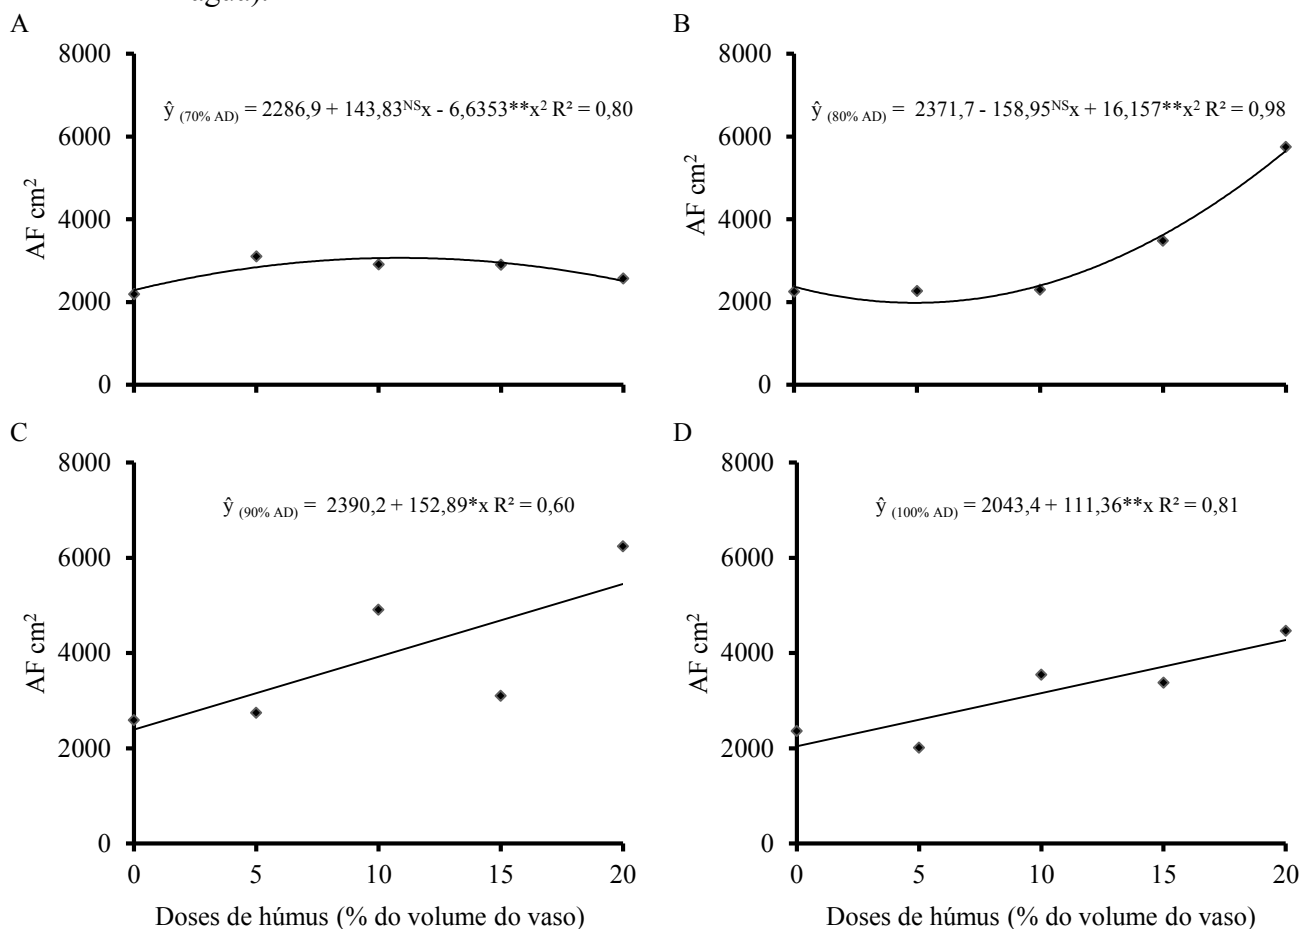 água).
A
8000
6000
4000
2000
0
AF cm²
ŷ (70% AD) = 2286,9 + 143,83ᴺˢx - 6,6353**x² R² = 0,80
B
8000
6000
4000
2000
0
AF cm²
ŷ (80% AD) = 2371,7 - 158,95ᴺˢx + 16,157**x² R² = 0,98
C
8000
6000
4000
2000
0
AF cm²
ŷ (90% AD) = 2390,2 + 152,89*x R² = 0,60
0 5 10 15 20
Doses de húmus (% do volume do vaso)
D
8000
6000
4000
2000
0
AF cm²
ŷ (100% AD) = 2043,4 + 111,36**x R² = 0,81
0 5 10 15 20
Doses de húmus (% do volume do vaso)